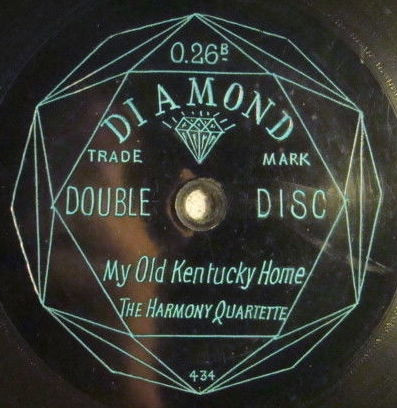 0.26B
DIAMOND
TRADE MARK
DOUBLE DISC
My Old Kentucky Home
THE HARMONY QUARTETTE
434